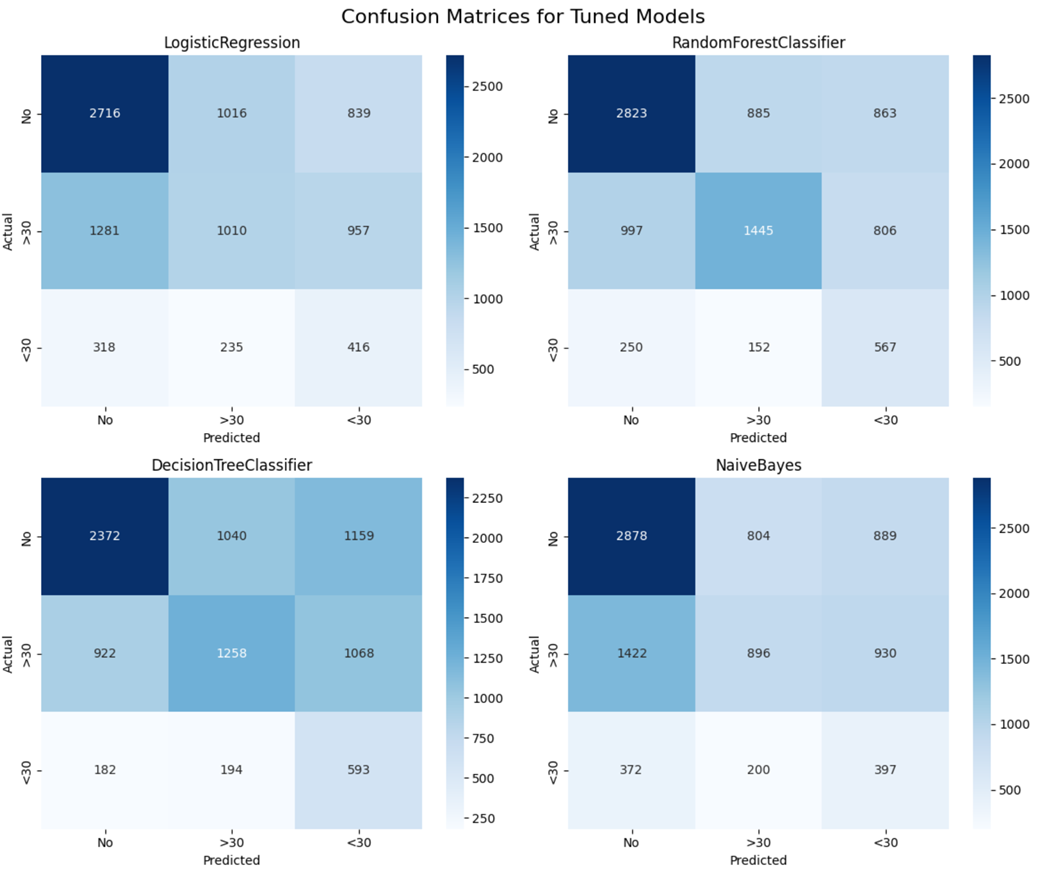 Confusion Matrices for Tuned Models
LogisticRegression
Actual
No
>30
<30
2716 1016 839
1281 1010 957
318 235 416
No >30 <30
Predicted
2500
2000
1500
1000
500
RandomForestClassifier
Actual
No
>30
<30
2823 885 863
997 1445 806
250 152 567
No >30 <30
Predicted
2500
2000
1500
1000
500
DecisionTreeClassifier
Actual
No
>30
<30
2372 1040 1159
922 1258 1068
182 194 593
No >30 <30
Predicted
2250
2000
1750
1500
1250
1000
750
500
250
NaiveBayes
Actual
No
>30
<30
2878 804 889
1422 896 930
372 200 397
No >30 <30
Predicted
2500
2000
1500
1000
500